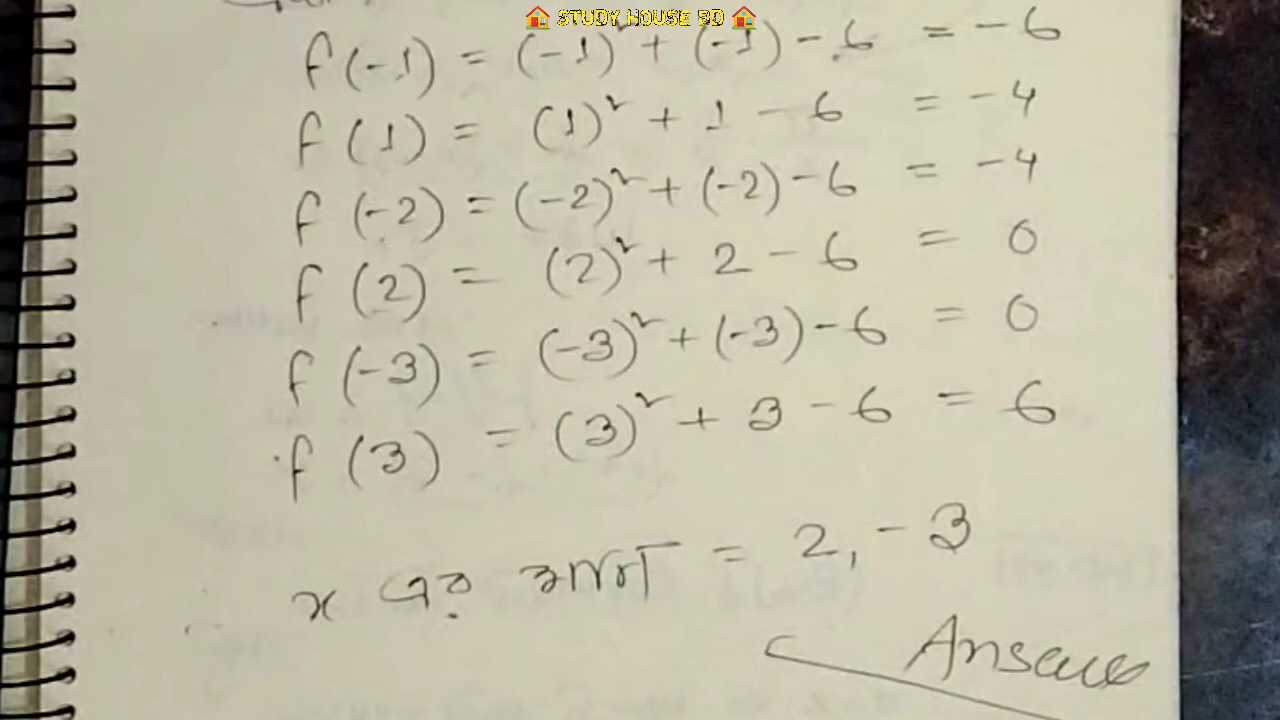 🏠 STUDY HOUSE BD 🏠
f(-1) = (-1)² + (-1) - 6 = -6
f(1) = (1)² + 1 - 6 = -4
f(-2) = (-2)² + (-2) - 6 = -4
f(2) = (2)² + 2 - 6 = 0
f(-3) = (-3)² + (-3) - 6 = 0
f(3) = (3)² + 3 - 6 = 6
x এর মান = 2, -3
Answer